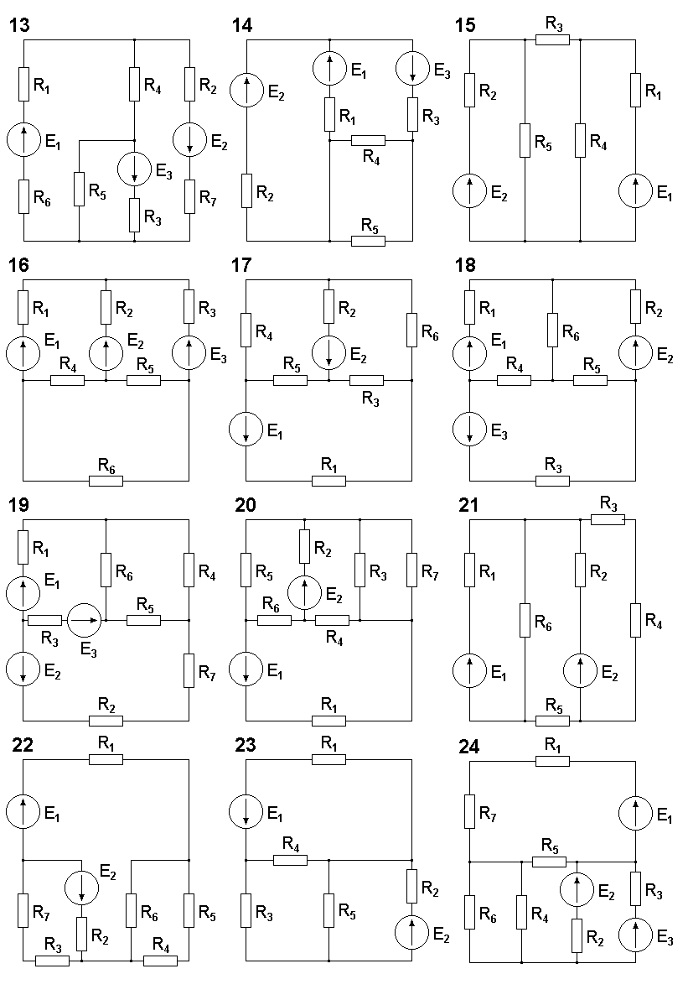 13 14 15
R3
R1 R4 R2 E2 E1 E3 R2 R1
R1 R3
E1 E2 R5 R4
R4
R5 E3 R2 E2 E1
R6 R3 R7 R5
16 17 18
R1 R2 R3 R4 R2 R6 R1 R6 R2
E1 E2 E3 E2 E1 E2
R4 R5 R5 R3 R4 R5
E1 E3
R6 R1 R3
19 20 21
R3
R1 R6 R4 R5 R2 R3 R7 R1 R2
E1 E2
R5 R6 R6 R4
R3 E3 R4
E2 R7 E1 E1 E2
R2 R1 R5
22 23 24
R1 R1 R1
E1 E1 R7 E1
R4 R5
E2 R2 E2 R3
R7 R6 R5 R3 R5 R6 R4
R3 R2 R4 E2 R2 E3